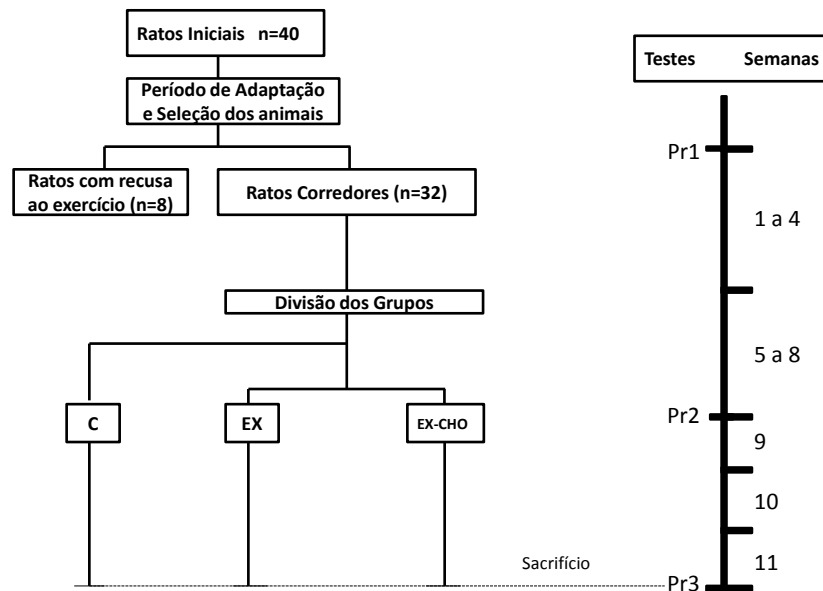 Ratos Iniciais n=40
Período de Adaptação
e Seleção dos animais
Ratos com recusa
ao exercício (n=8)
Ratos Corredores (n=32)
Divisão dos Grupos
C
EX
EX-CHO
Sacrifício
Testes Semanas
Pr1
1 a 4
5 a 8
Pr2
9
10
11
Pr3